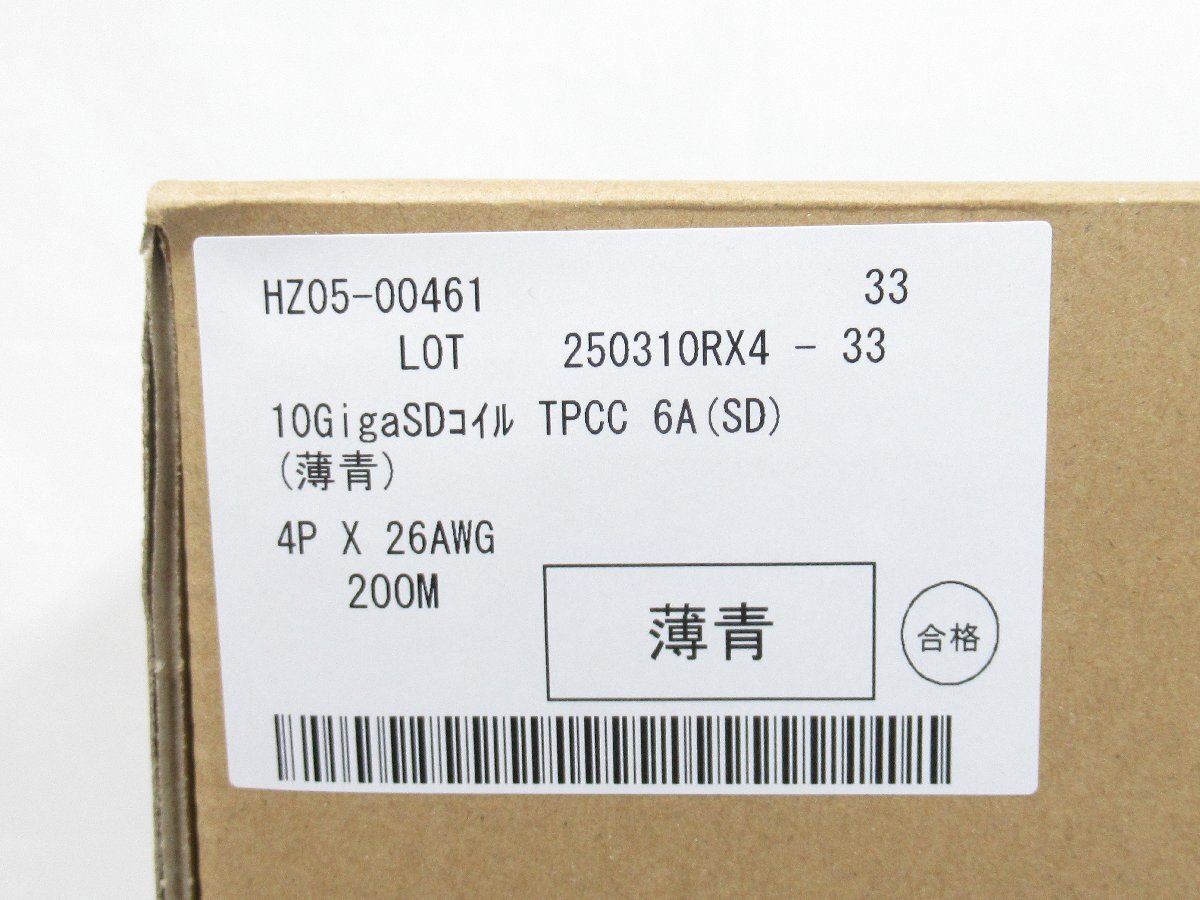 HZ05-00461 33
LOT 250310RX4 - 33
10GigaSDｺｲﾙ TPCC 6A(SD)
(薄青)
4P X 26AWG
200M
薄青
合格